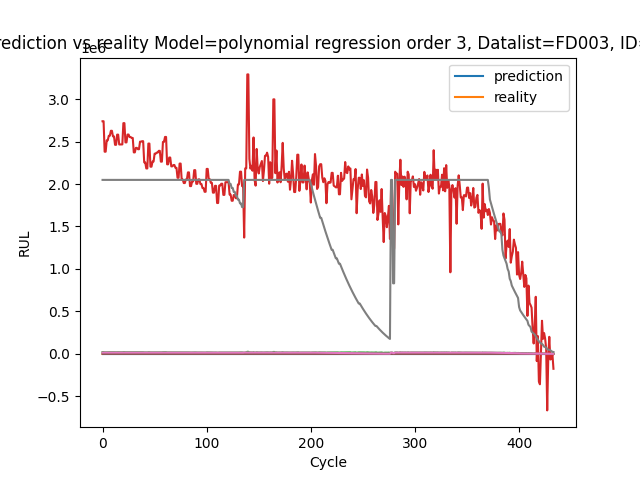 rediction vs reality Model=polynomial regression order 3, Datalist=FD003, ID=
1e6
prediction
reality
3.0
2.5
2.0
1.5
1.0
0.5
0.0
−0.5
RUL
0 100 200 300 400
Cycle